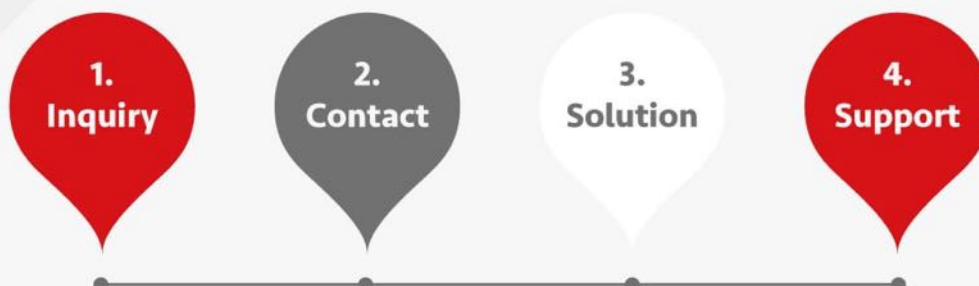 1.
Inquiry
2.
Contact
3.
Solution
4.
Support